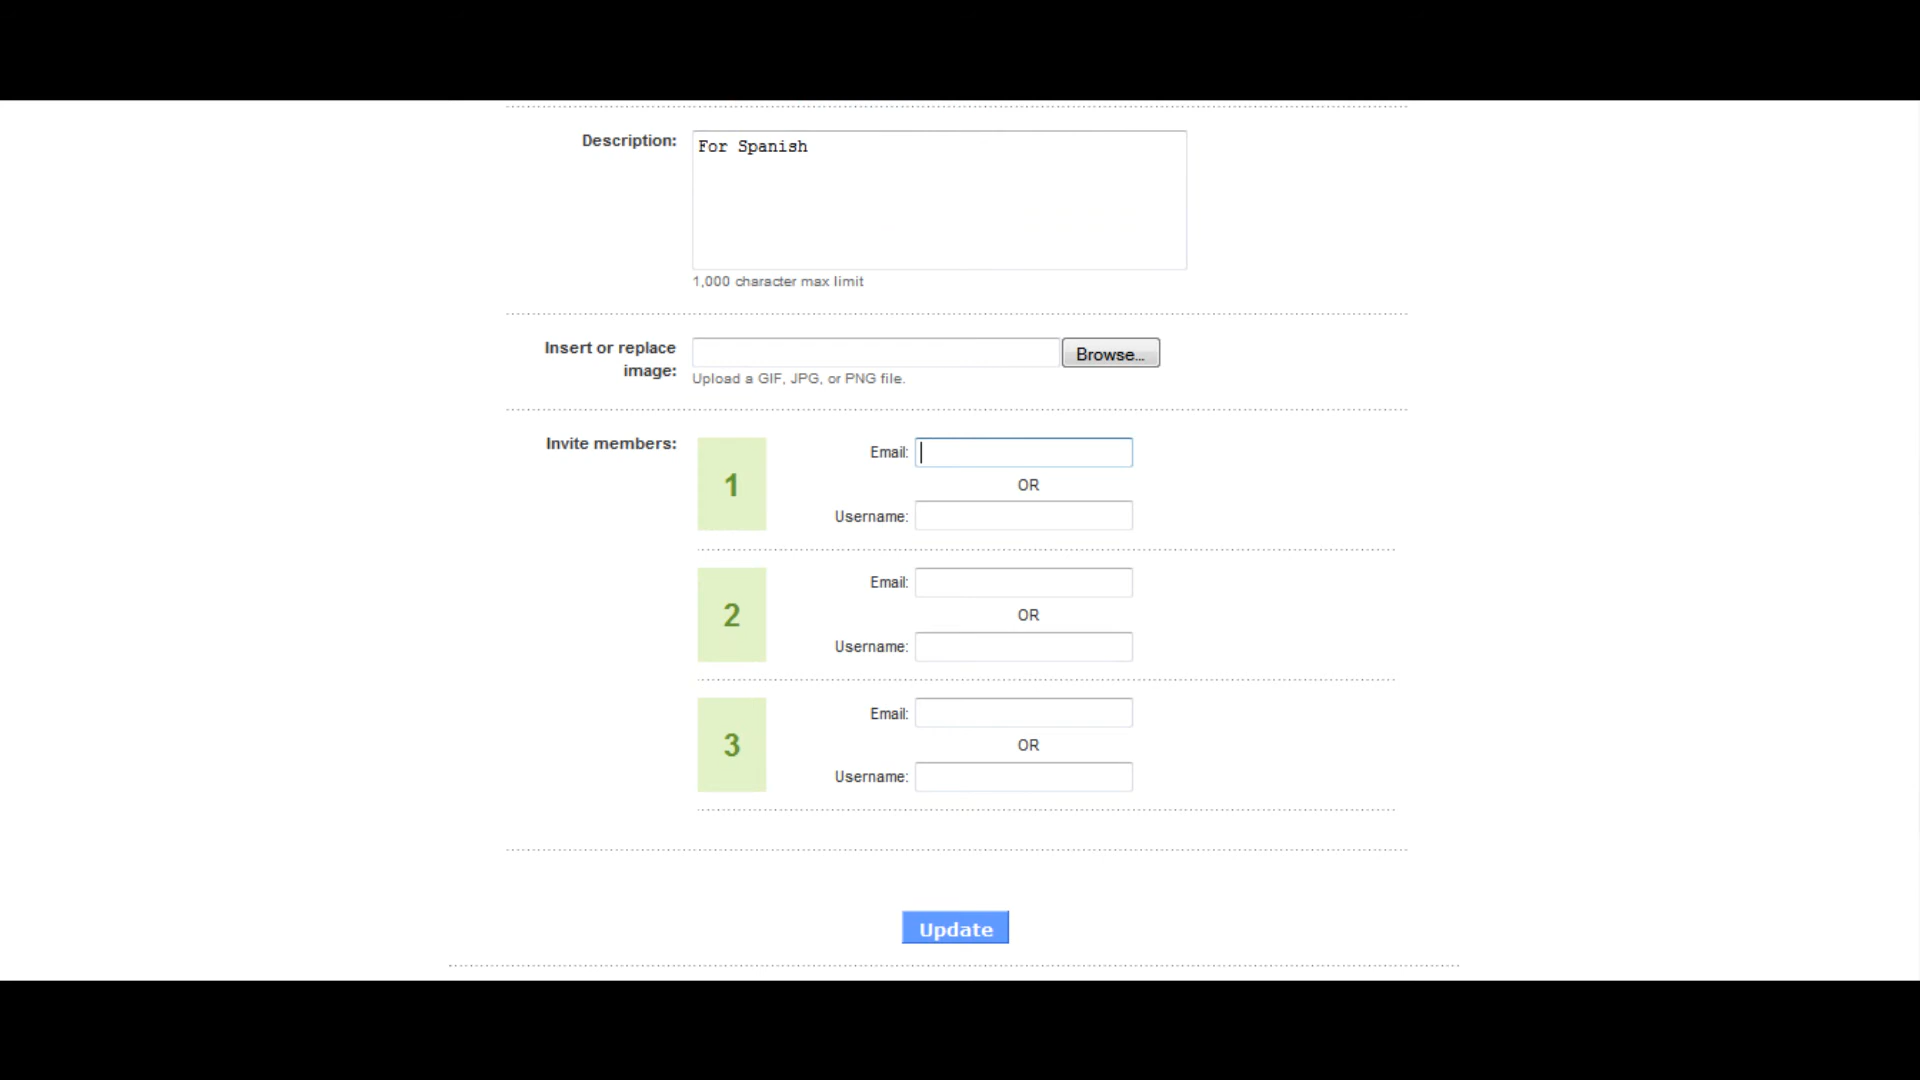 Description:
For Spanish
1,000 character max limit
Insert or replace
image:
Browse...
Upload a GIF, JPG, or PNG file.
Invite members:
1
Email:
OR
Username:
2
Email:
OR
Username:
3
Email:
OR
Username:
Update